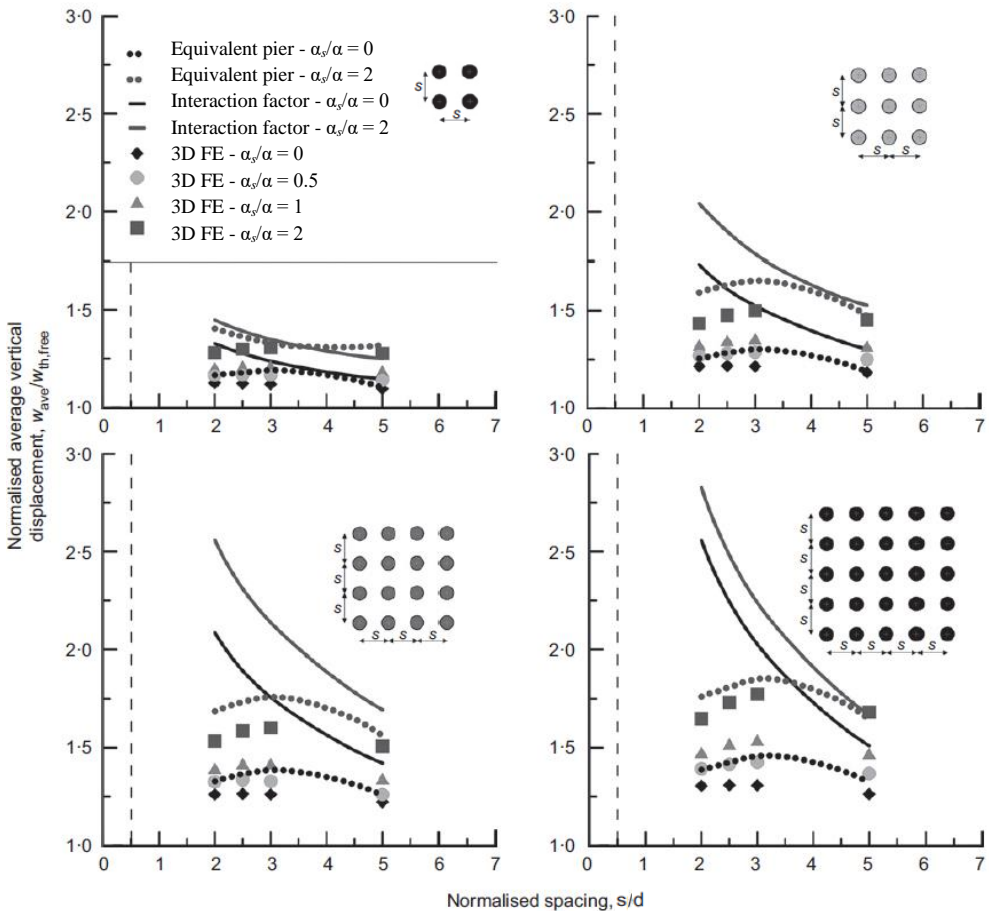 Normalised average vertical
displacement, w_ave/w_th,free
3·0
2·5
2·0
1·5
1·0
0 1 2 3 4 5 6 7
Equivalent pier - αs/α = 0
Equivalent pier - αs/α = 2
Interaction factor - αs/α = 0
Interaction factor - αs/α = 2
3D FE - αs/α = 0
3D FE - αs/α = 0.5
3D FE - αs/α = 1
3D FE - αs/α = 2
s
s
3·0
2·5
2·0
1·5
1·0
0 1 2 3 4 5 6 7
s
s
s s
3·0
2·5
2·0
1·5
1·0
0 1 2 3 4 5 6 7
s
s
s
s s s
3·0
2·5
2·0
1·5
1·0
0 1 2 3 4 5 6 7
s
s
s
s
s s s s
Normalised spacing, s/d